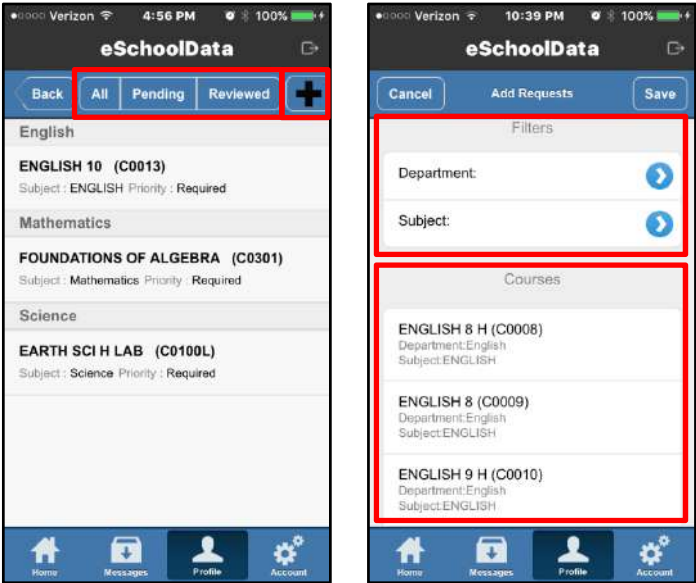 Verizon 4:56 PM 100%
eSchoolData
Back All Pending Reviewed
English
ENGLISH 10 (C0013)
Subject : ENGLISH Priority : Required
Mathematics
FOUNDATIONS OF ALGEBRA (C0301)
Subject : Mathematics Priority : Required
Science
EARTH SCI H LAB (C0100L)
Subject : Science Priority : Required
Home Messages Profile Account
Verizon 10:39 PM 100%
eSchoolData
Cancel Add Requests Save
Filters
Department:
Subject:
Courses
ENGLISH 8 H (C0008)
Department:English
Subject:ENGLISH
ENGLISH 8 (C0009)
Department:English
Subject:ENGLISH
ENGLISH 9 H (C0010)
Department:English
Subject:ENGLISH
Home Messages Profile Account